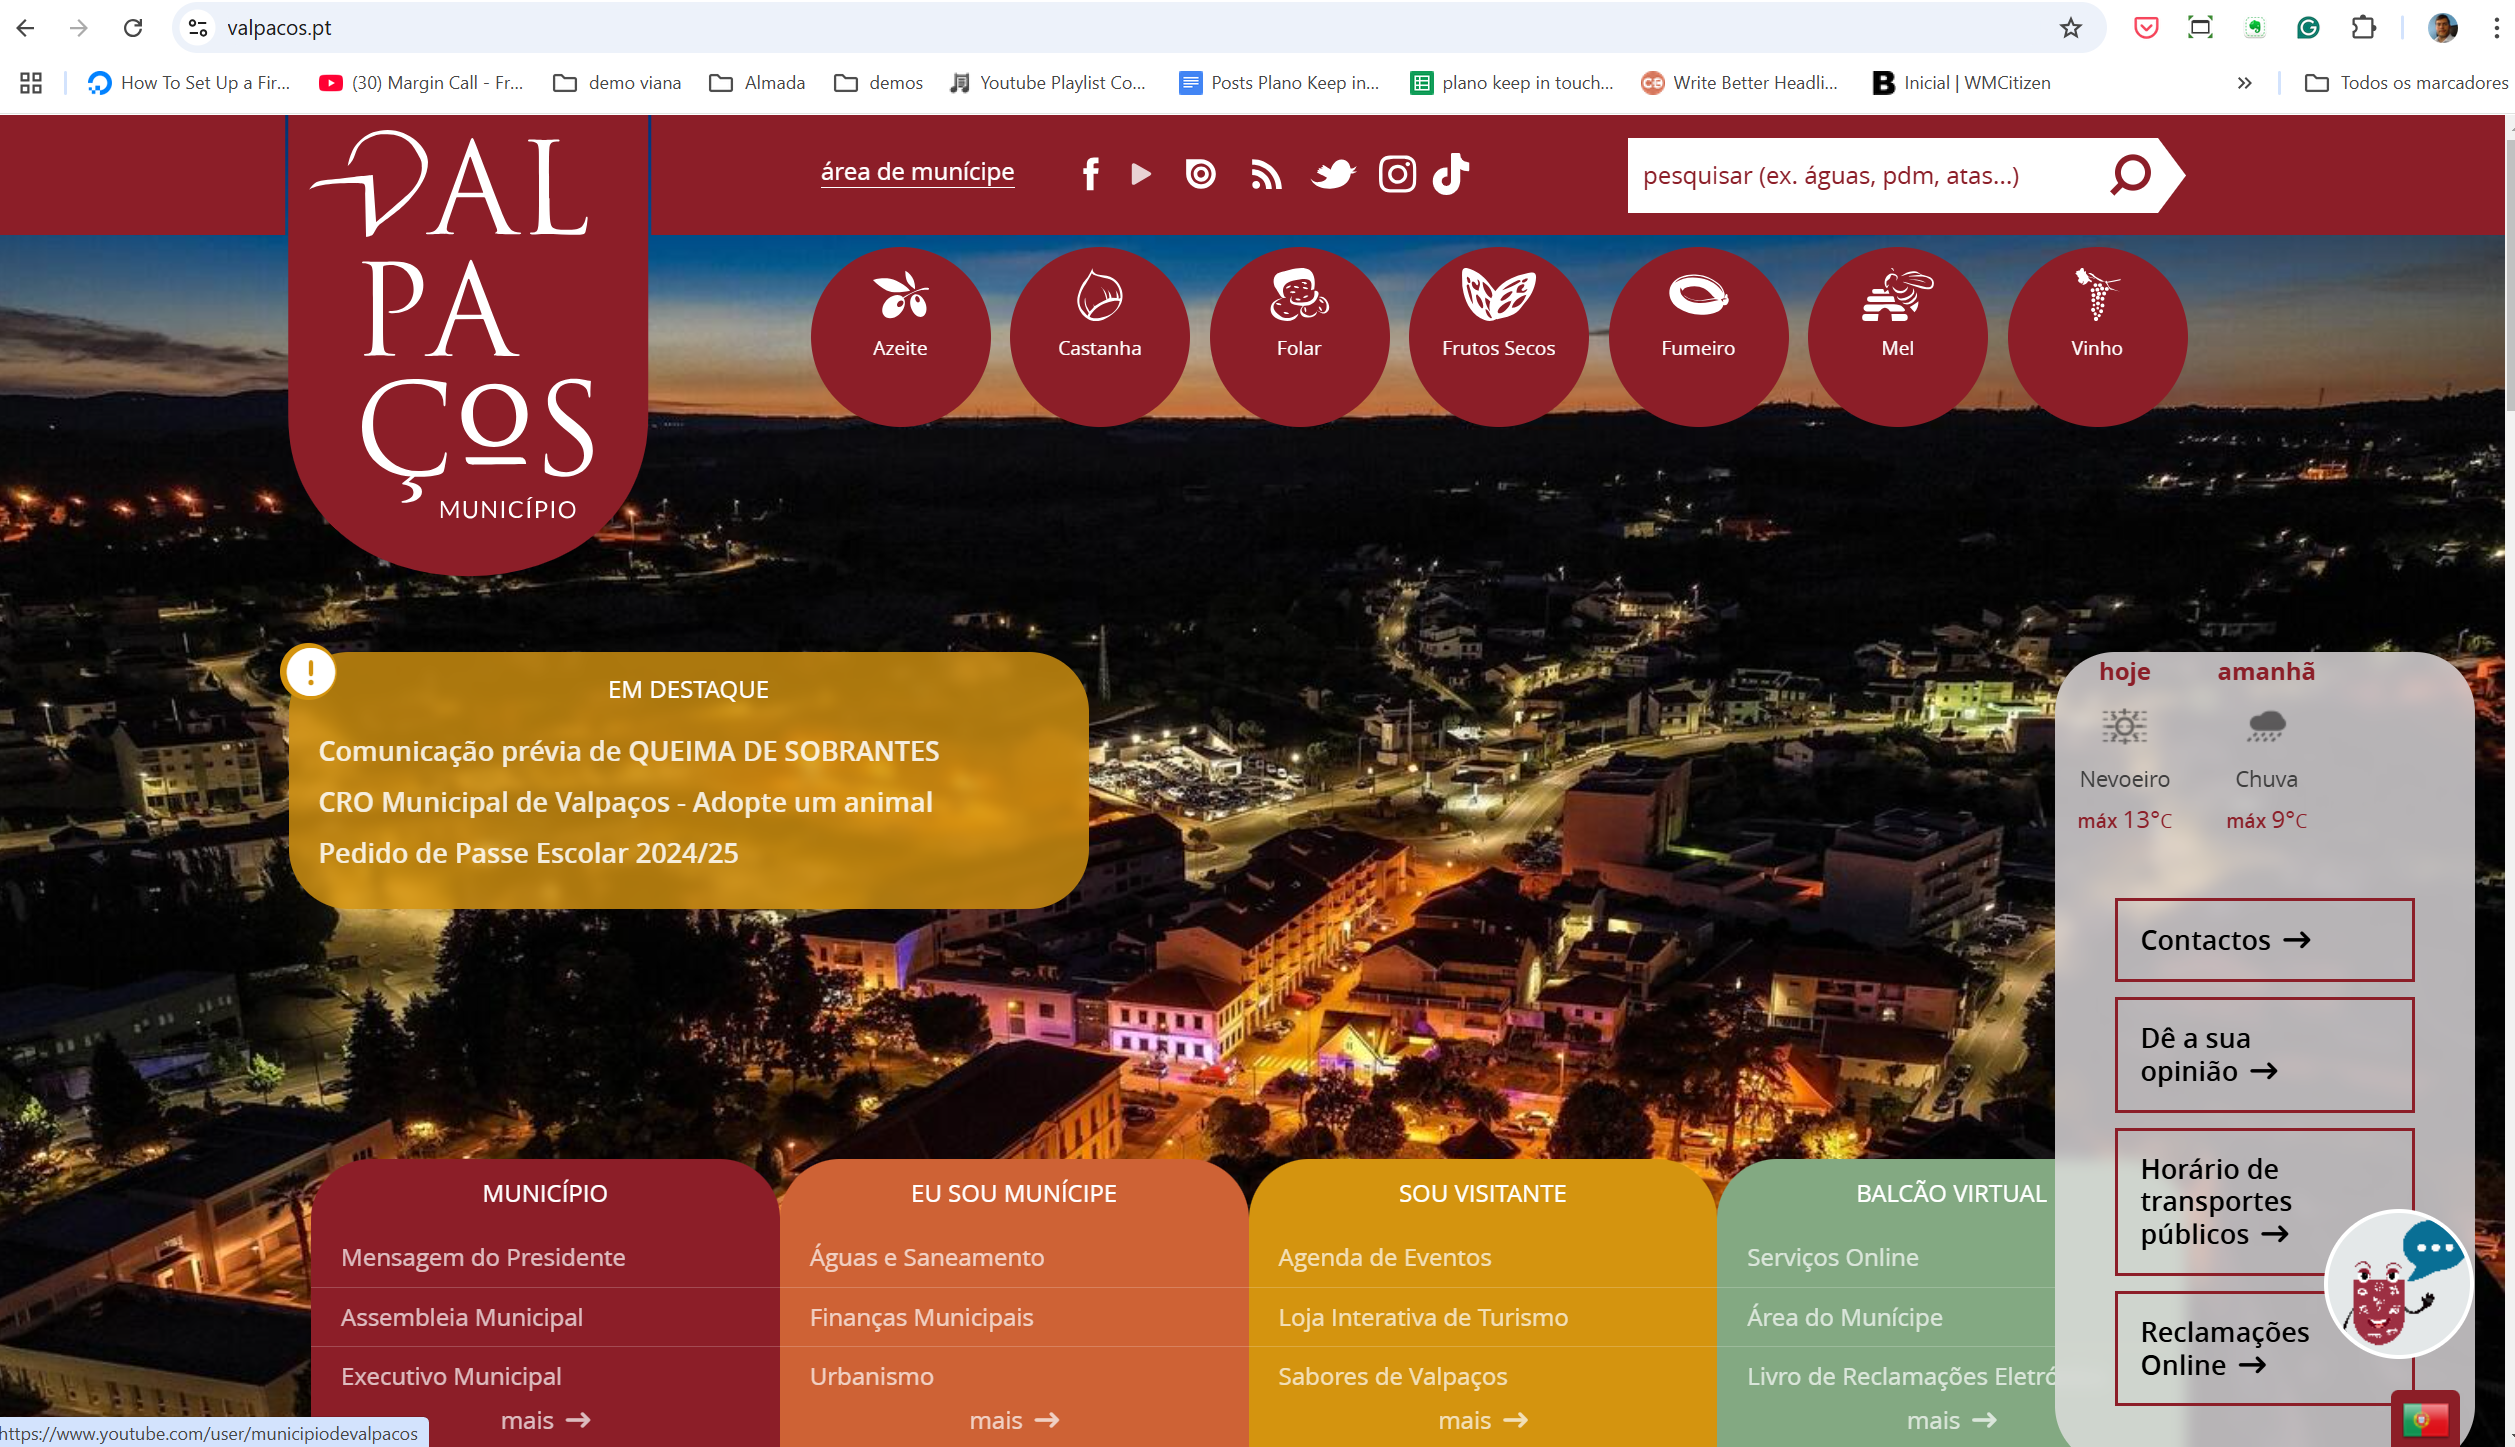 valpacos.pt
How To Set Up a Fir...
(30) Margin Call - Fr...
demo viana
Almada
demos
Youtube Playlist Co...
Posts Plano Keep in...
plano keep in touch...
Write Better Headli...
Inicial | WMCitizen
Todos os marcadores
VAL
PA
ÇOS
MUNICÍPIO
área de munícipe
pesquisar (ex. águas, pdm, atas...)
Azeite
Castanha
Folar
Frutos Secos
Fumeiro
Mel
Vinho
EM DESTAQUE
Comunicação prévia de QUEIMA DE SOBRANTES
CRO Municipal de Valpaços - Adopte um animal
Pedido de Passe Escolar 2024/25
hoje
amanhã
Nevoeiro
Chuva
máx 13°C
máx 9°C
Contactos →
Dê a sua
opinião →
Horário de
transportes
públicos →
Reclamações
Online →
MUNICÍPIO
Mensagem do Presidente
Assembleia Municipal
Executivo Municipal
mais →
EU SOU MUNÍCIPE
Águas e Saneamento
Finanças Municipais
Urbanismo
mais →
SOU VISITANTE
Agenda de Eventos
Loja Interativa de Turismo
Sabores de Valpaços
mais →
BALCÃO VIRTUAL
Serviços Online
Área do Munícipe
Livro de Reclamações Eletró
mais →
https://www.youtube.com/user/municipiodevalpacos